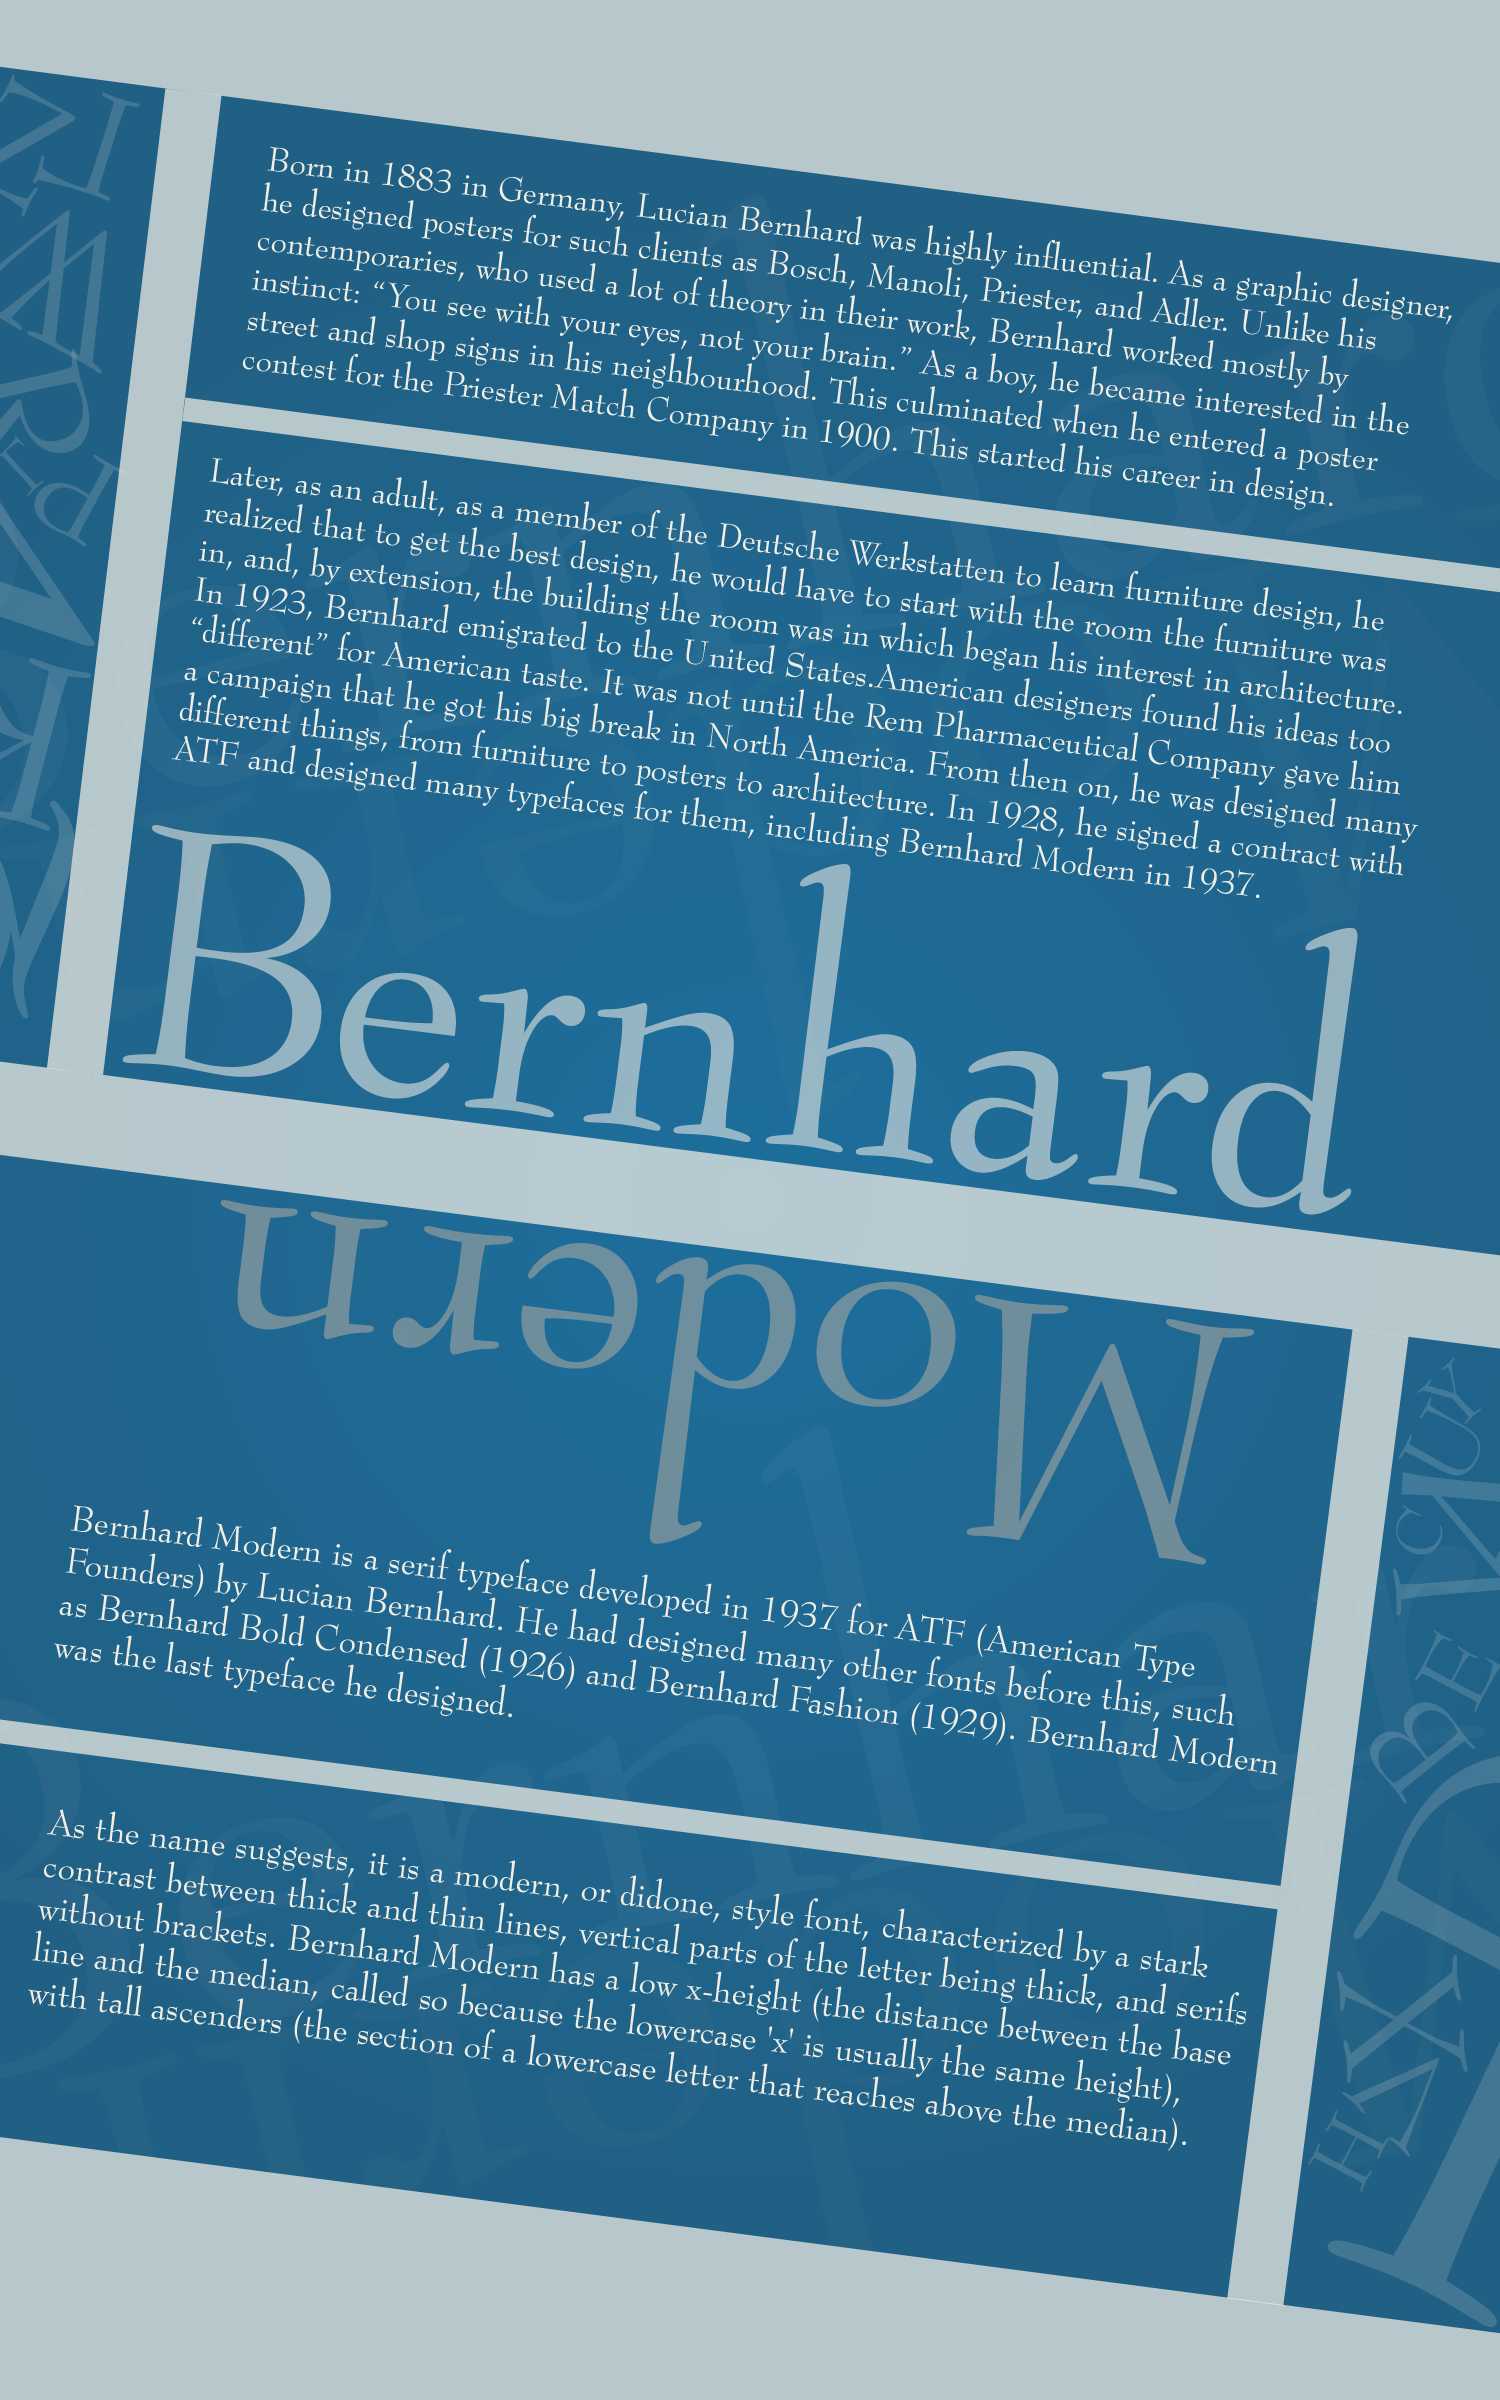 Born in 1883 in Germany, Lucian Bernhard was highly influential. As a graphic designer,
he designed posters for such clients as Bosch, Manoli, Priester, and Adler. Unlike his
contemporaries, who used a lot of theory in their work, Bernhard worked mostly by
instinct: “You see with your eyes, not your brain.” As a boy, he became interested in the
street and shop signs in his neighbourhood. This culminated when he entered a poster
contest for the Priester Match Company in 1900. This started his career in design.
Later, as an adult, as a member of the Deutsche Werkstatten to learn furniture design, he
realized that to get the best design, he would have to start with the room the furniture was
in, and, by extension, the building the room was in which began his interest in architecture.
In 1923, Bernhard emigrated to the United States.American designers found his ideas too
“different” for American taste. It was not until the Rem Pharmaceutical Company gave him
a campaign that he got his big break in North America. From then on, he was designed many
different things, from furniture to posters to architecture. In 1928, he signed a contract with
ATF and designed many typefaces for them, including Bernhard Modern in 1937.
Bernhard
Modern
Bernhard Modern is a serif typeface developed in 1937 for ATF (American Type
Founders) by Lucian Bernhard. He had designed many other fonts before this, such
as Bernhard Bold Condensed (1926) and Bernhard Fashion (1929). Bernhard Modern
was the last typeface he designed.
As the name suggests, it is a modern, or didone, style font, characterized by a stark
contrast between thick and thin lines, vertical parts of the letter being thick, and serifs
without brackets. Bernhard Modern has a low x-height (the distance between the base
line and the median, called so because the lowercase 'x' is usually the same height),
with tall ascenders (the section of a lowercase letter that reaches above the median).